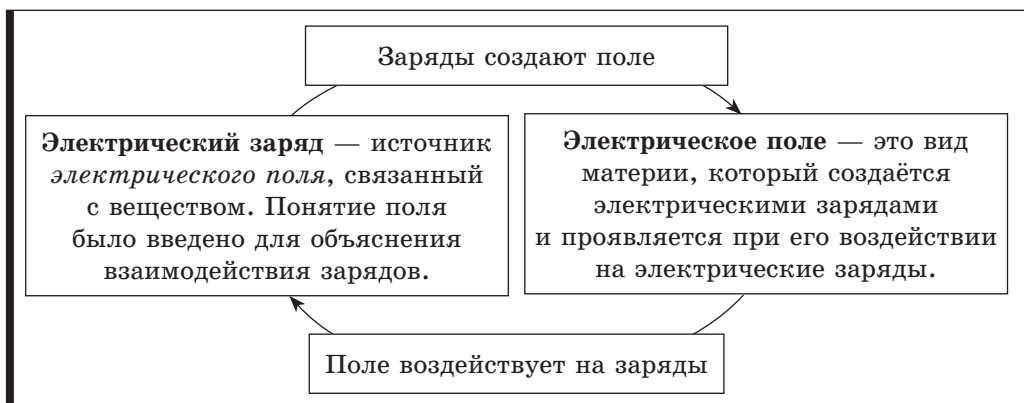 Заряды создают поле
Электрический заряд — источник
электрического поля, связанный
с веществом. Понятие поля
было введено для объяснения
взаимодействия зарядов.
Электрическое поле — это вид
материи, который создаётся
электрическими зарядами
и проявляется при его воздействии
на электрические заряды.
Поле воздействует на заряды